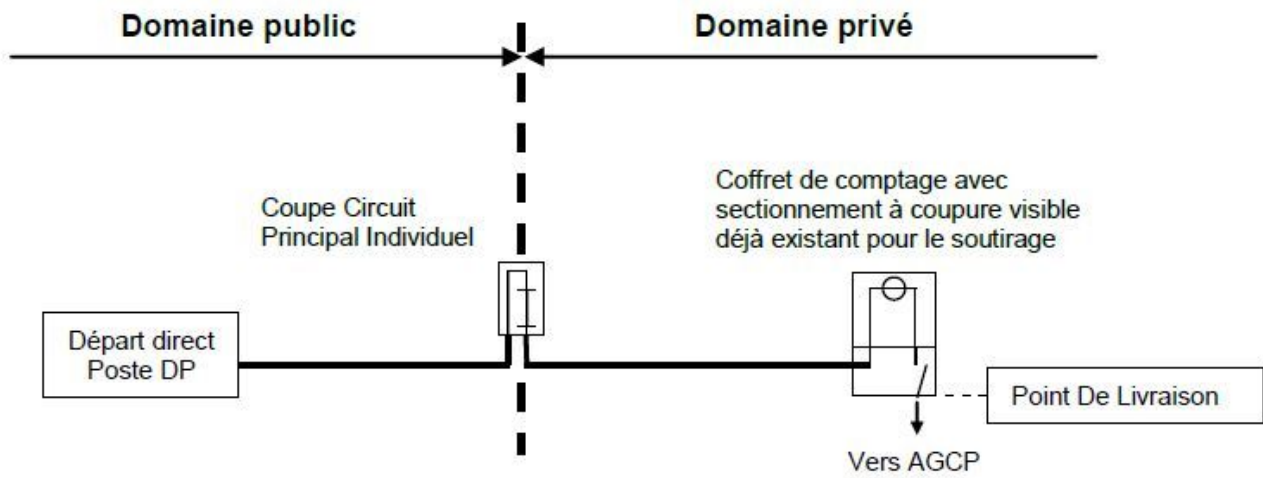 Domaine public
Domaine privé
Coupe Circuit
Principal Individuel
Coffret de comptage avec
sectionnement à coupure visible
déjà existant pour le soutirage
Départ direct
Poste DP
Point De Livraison
Vers AGCP